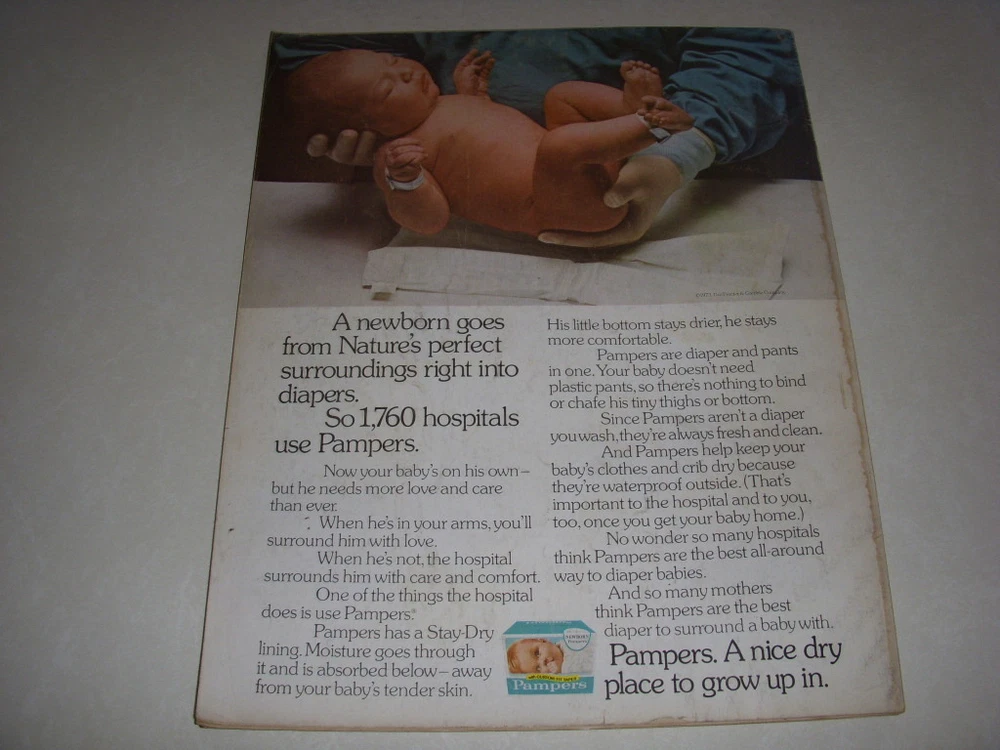 A newborn goes
from Nature's perfect
surroundings right into
diapers.
So 1,760 hospitals
use Pampers.
Now your baby's on his own—
but he needs more love and care
than ever.
When he's in your arms, you'll
surround him with love.
When he's not, the hospital
surrounds him with care and comfort.
One of the things the hospital
does is use Pampers.
Pampers has a Stay-Dry
lining. Moisture goes through
it and is absorbed below—away
from your baby's tender skin.
His little bottom stays drier, he stays
more comfortable.
Pampers are diaper and pants
in one. Your baby doesn't need
plastic pants, so there's nothing to bind
or chafe his tiny thighs or bottom.
Since Pampers aren't a diaper
you wash, they're always fresh and clean.
And Pampers help keep your
baby's clothes and crib dry because
they're waterproof outside. (That's
important to the hospital and to you,
too, once you get your baby home.)
No wonder so many hospitals
think Pampers are the best all-around
way to diaper babies.
And so many mothers
think Pampers are the best
diaper to surround a baby with.
Pampers
Pampers. A nice dry
place to grow up in.